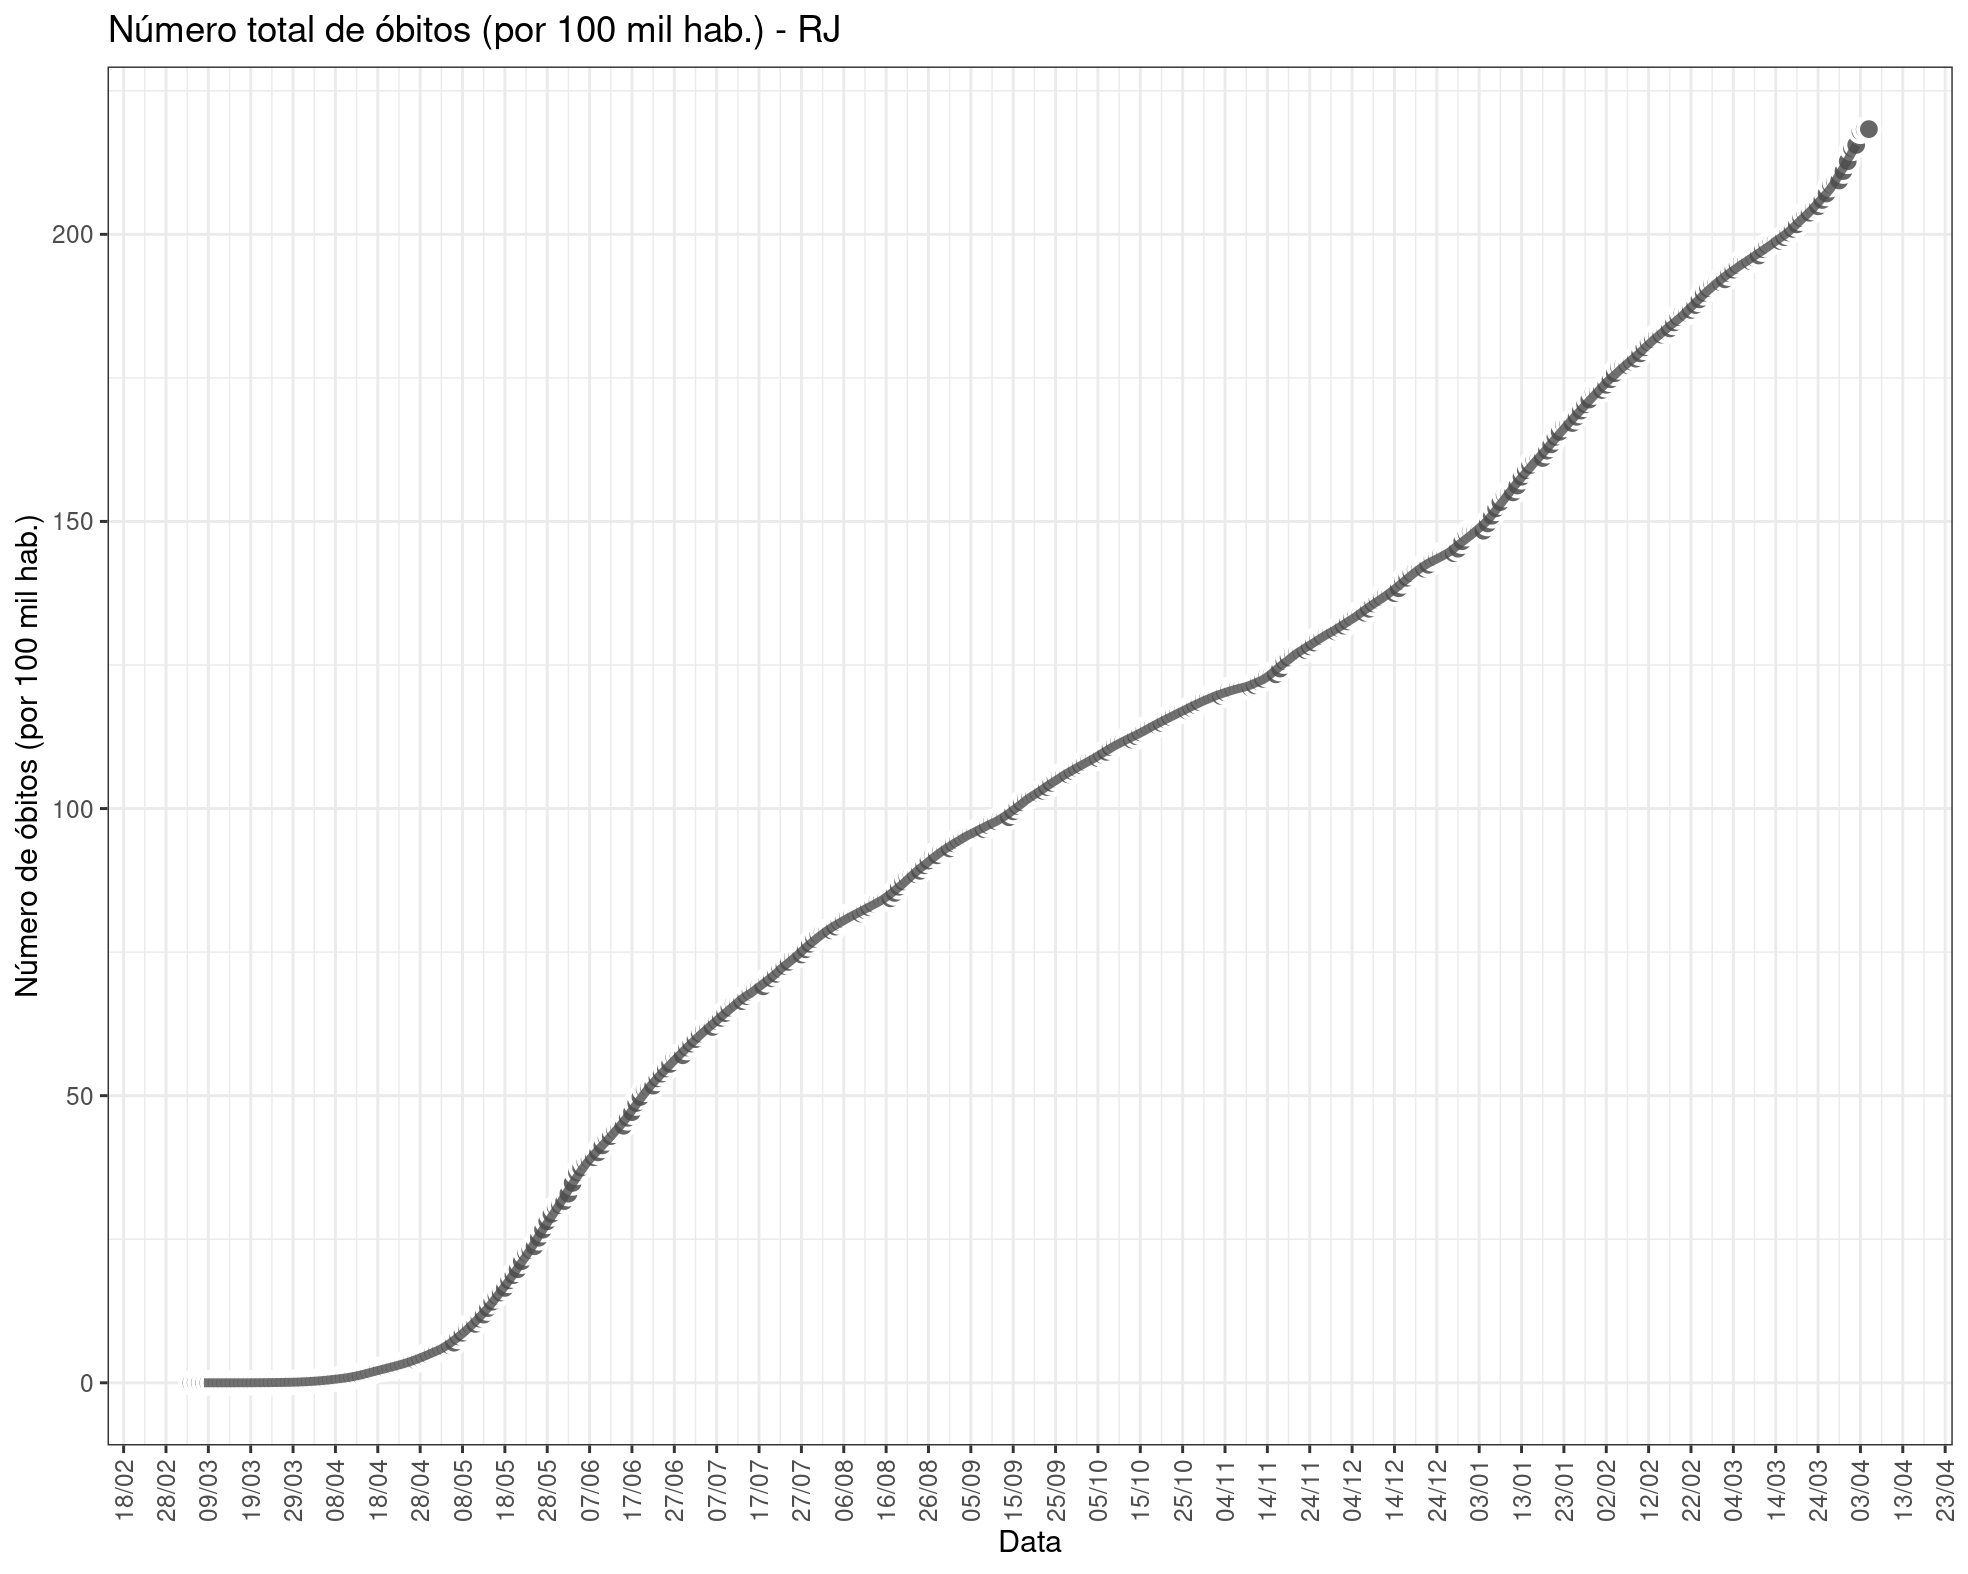 Número total de óbitos (por 100 mil hab.) - RJ
Número de óbitos (por 100 mil hab.)
200
150
100
50
0
18/02 28/02 09/03 19/03 29/03 08/04 18/04 28/04 08/05 18/05 28/05 07/06 17/06 27/06 07/07 17/07 27/07 06/08 16/08 26/08 05/09 15/09 25/09 05/10 15/10 25/10 04/11 14/11 24/11 04/12 14/12 24/12 03/01 13/01 23/01 02/02 12/02 22/02 04/03 14/03 24/03 03/04 13/04 23/04
Data